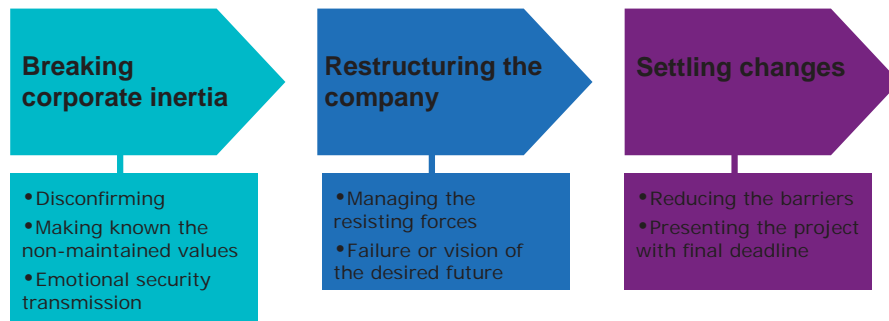 Breaking
corporate inertia
•Disconfirming
•Making known the
non-maintained values
•Emotional security
transmission
Restructuring the
company
•Managing the
resisting forces
•Failure or vision of
the desired future
Settling changes
•Reducing the barriers
•Presenting the project
with final deadline